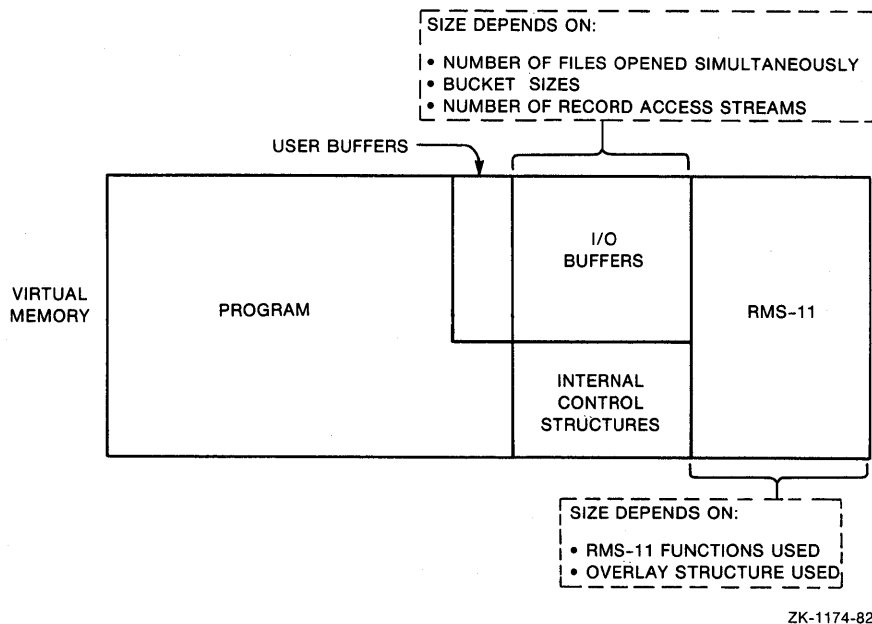 SIZE DEPENDS ON:
• NUMBER OF FILES OPENED SIMULTANEOUSLY
• BUCKET SIZES
• NUMBER OF RECORD ACCESS STREAMS
USER BUFFERS
VIRTUAL
MEMORY
PROGRAM
I/O
BUFFERS
RMS-11
INTERNAL
CONTROL
STRUCTURES
SIZE DEPENDS ON:
• RMS-11 FUNCTIONS USED
• OVERLAY STRUCTURE USED
ZK-1174-82